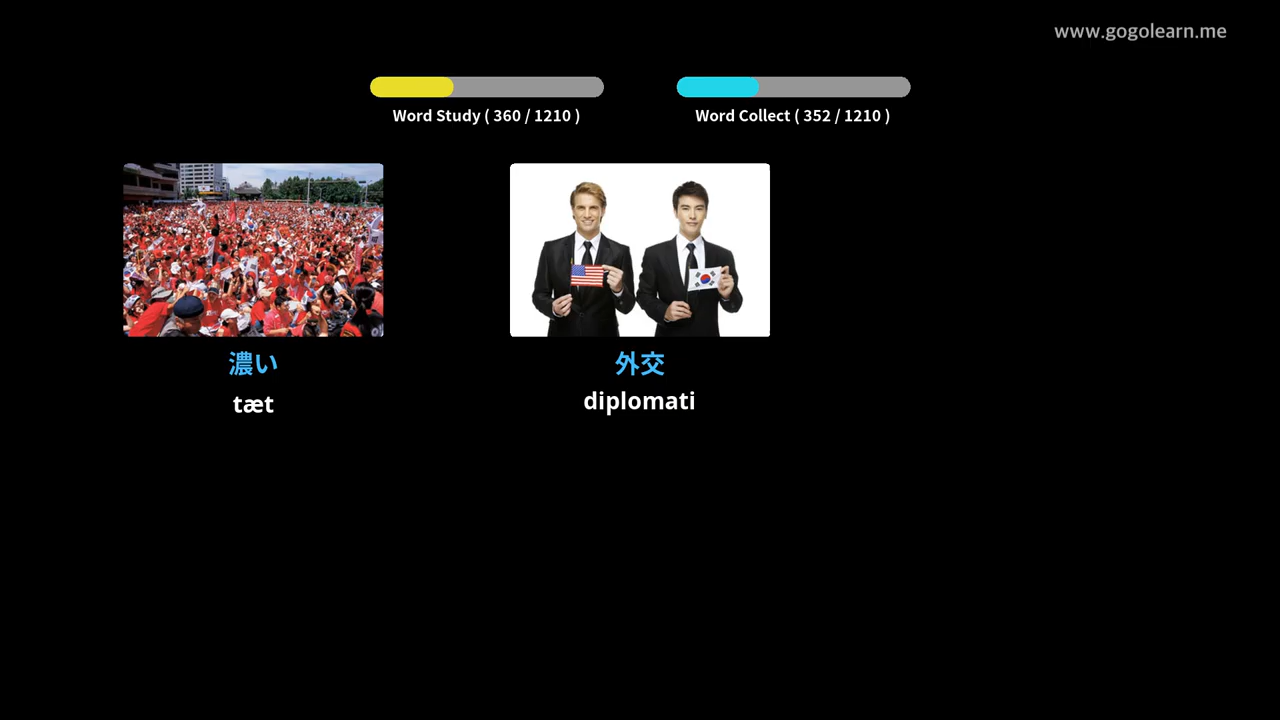 www.gogolearn.me
Word Study ( 360 / 1210 )
Word Collect ( 352 / 1210 )
濃い
tæt
外交
diplomati